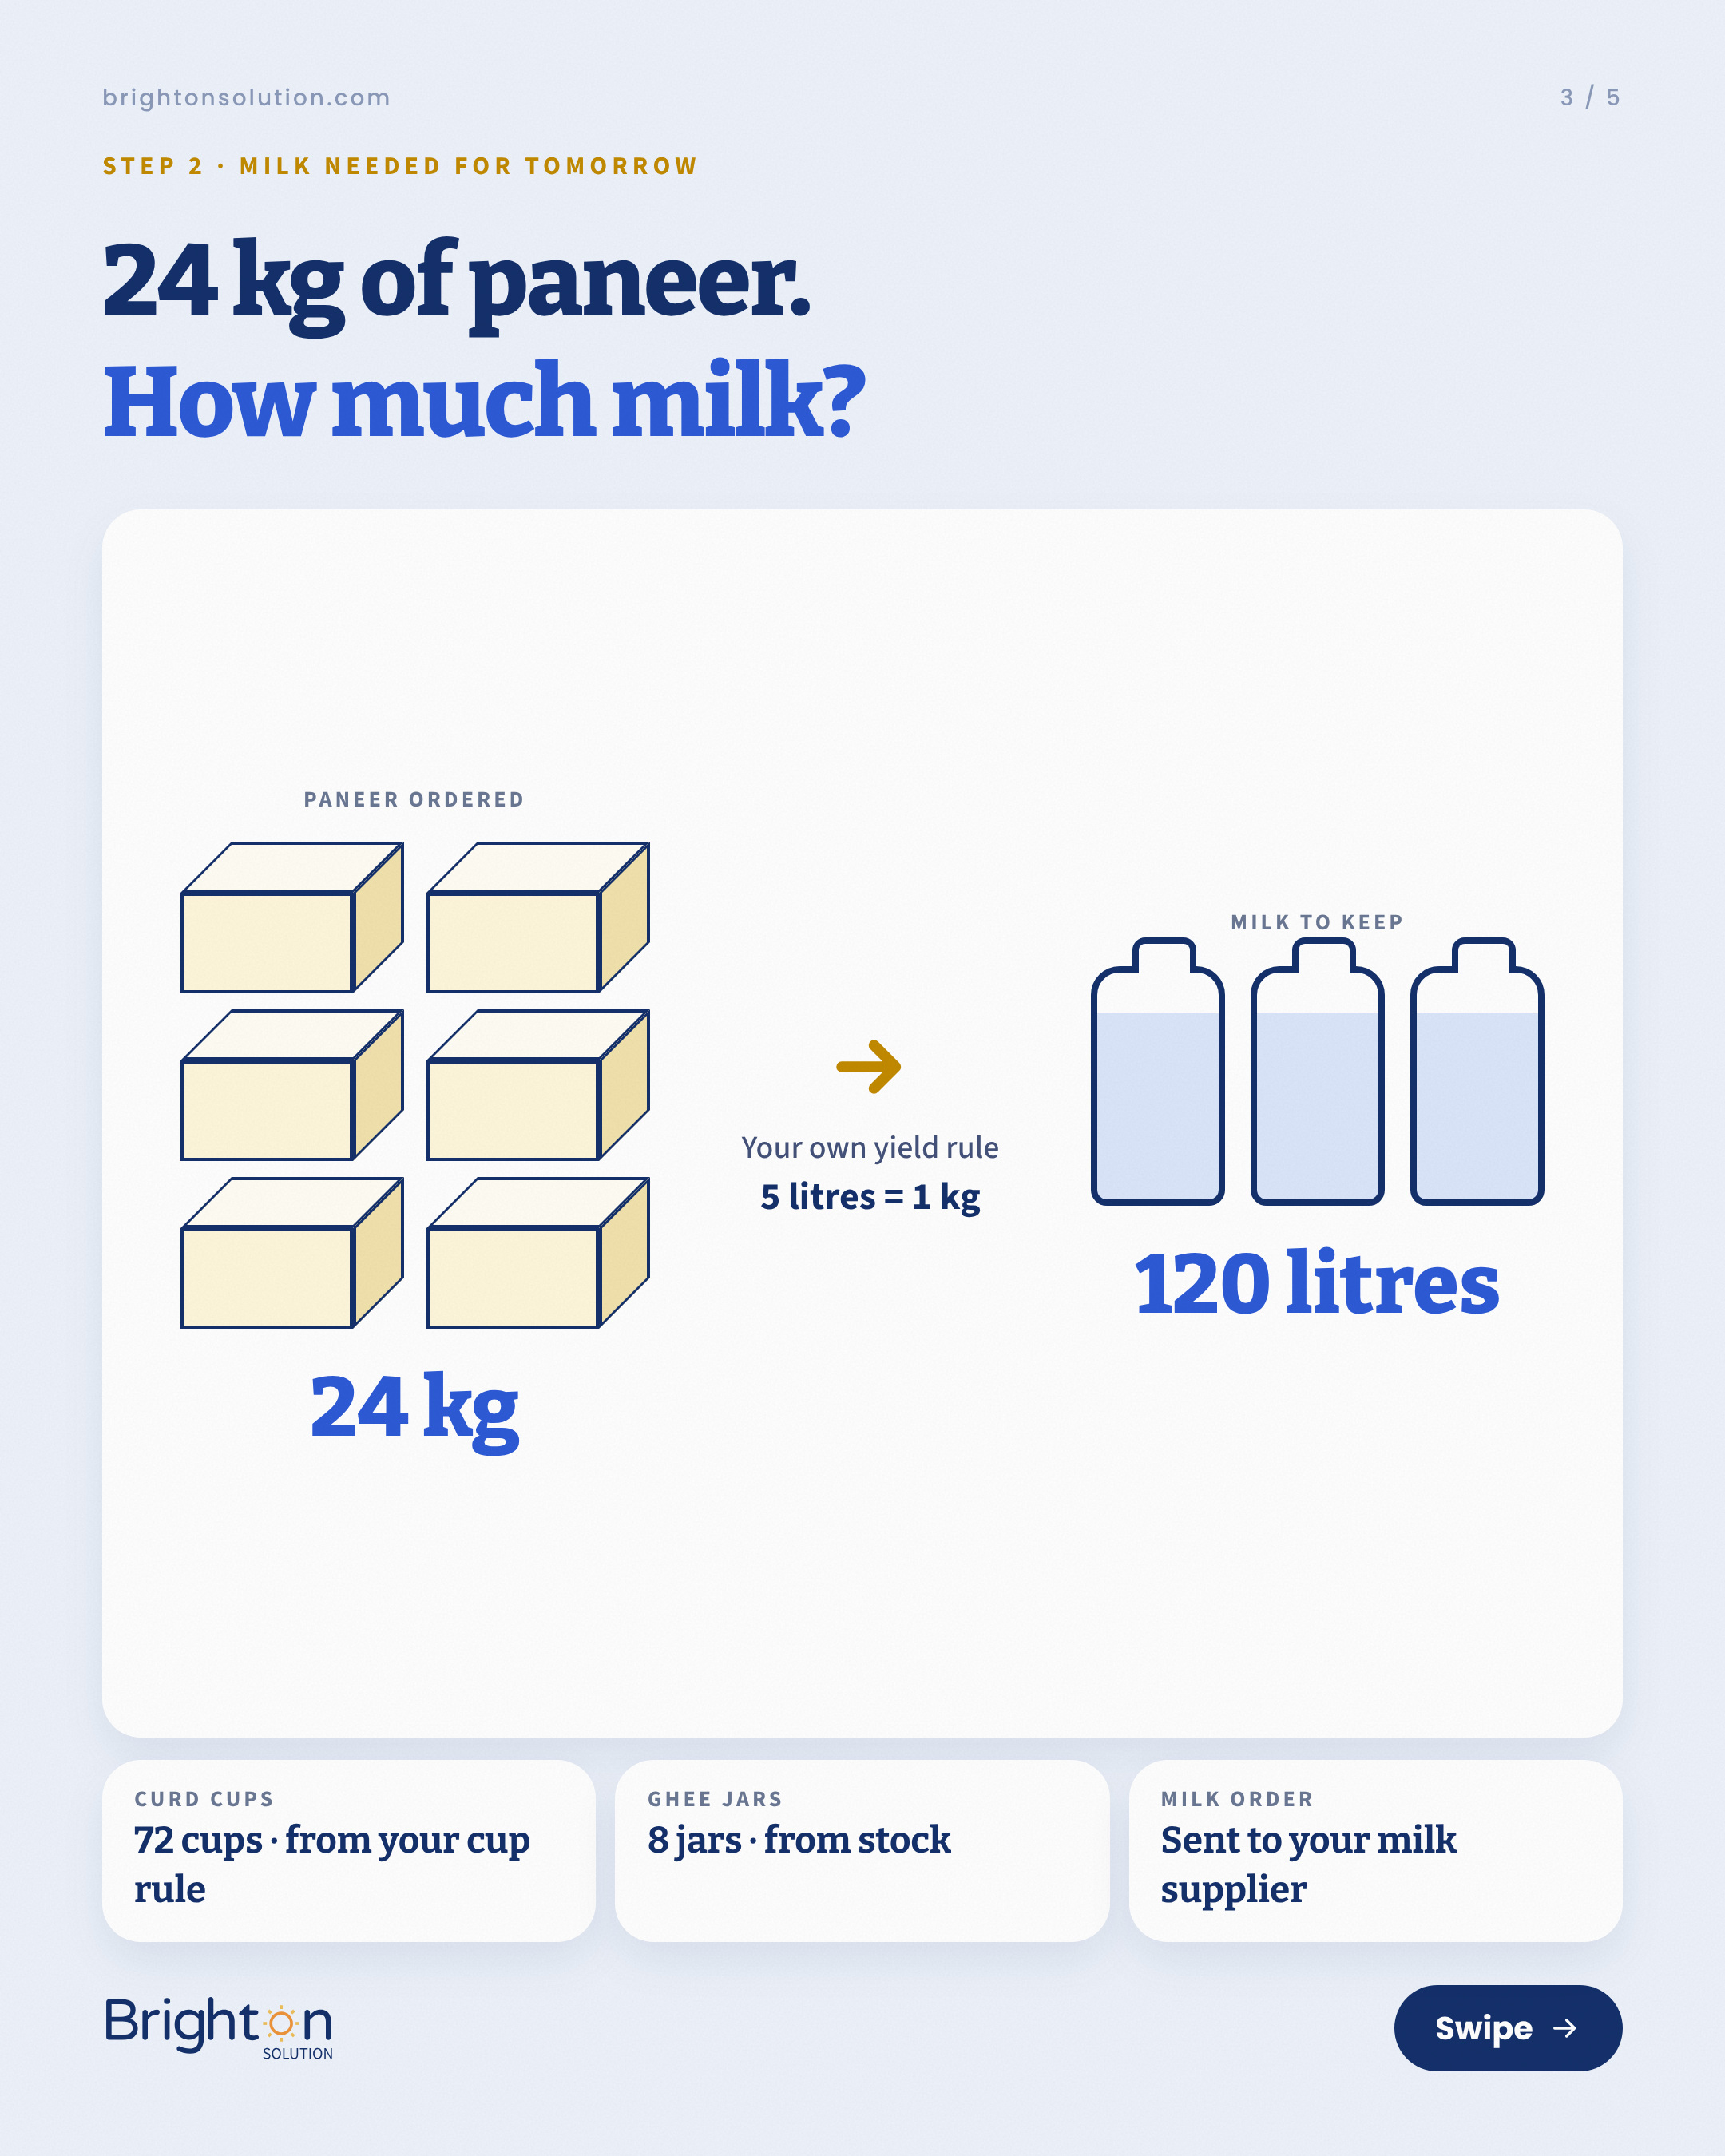 brightonsolution.com
3 / 5
STEP 2 · MILK NEEDED FOR TOMORROW
24 kg of paneer.
How much milk?
PANEER ORDERED
24 kg
Your own yield rule
5 litres = 1 kg
MILK TO KEEP
120 litres
CURD CUPS
72 cups · from your cup
rule
GHEE JARS
8 jars · from stock
MILK ORDER
Sent to your milk
supplier
Brighton
SOLUTION
Swipe →